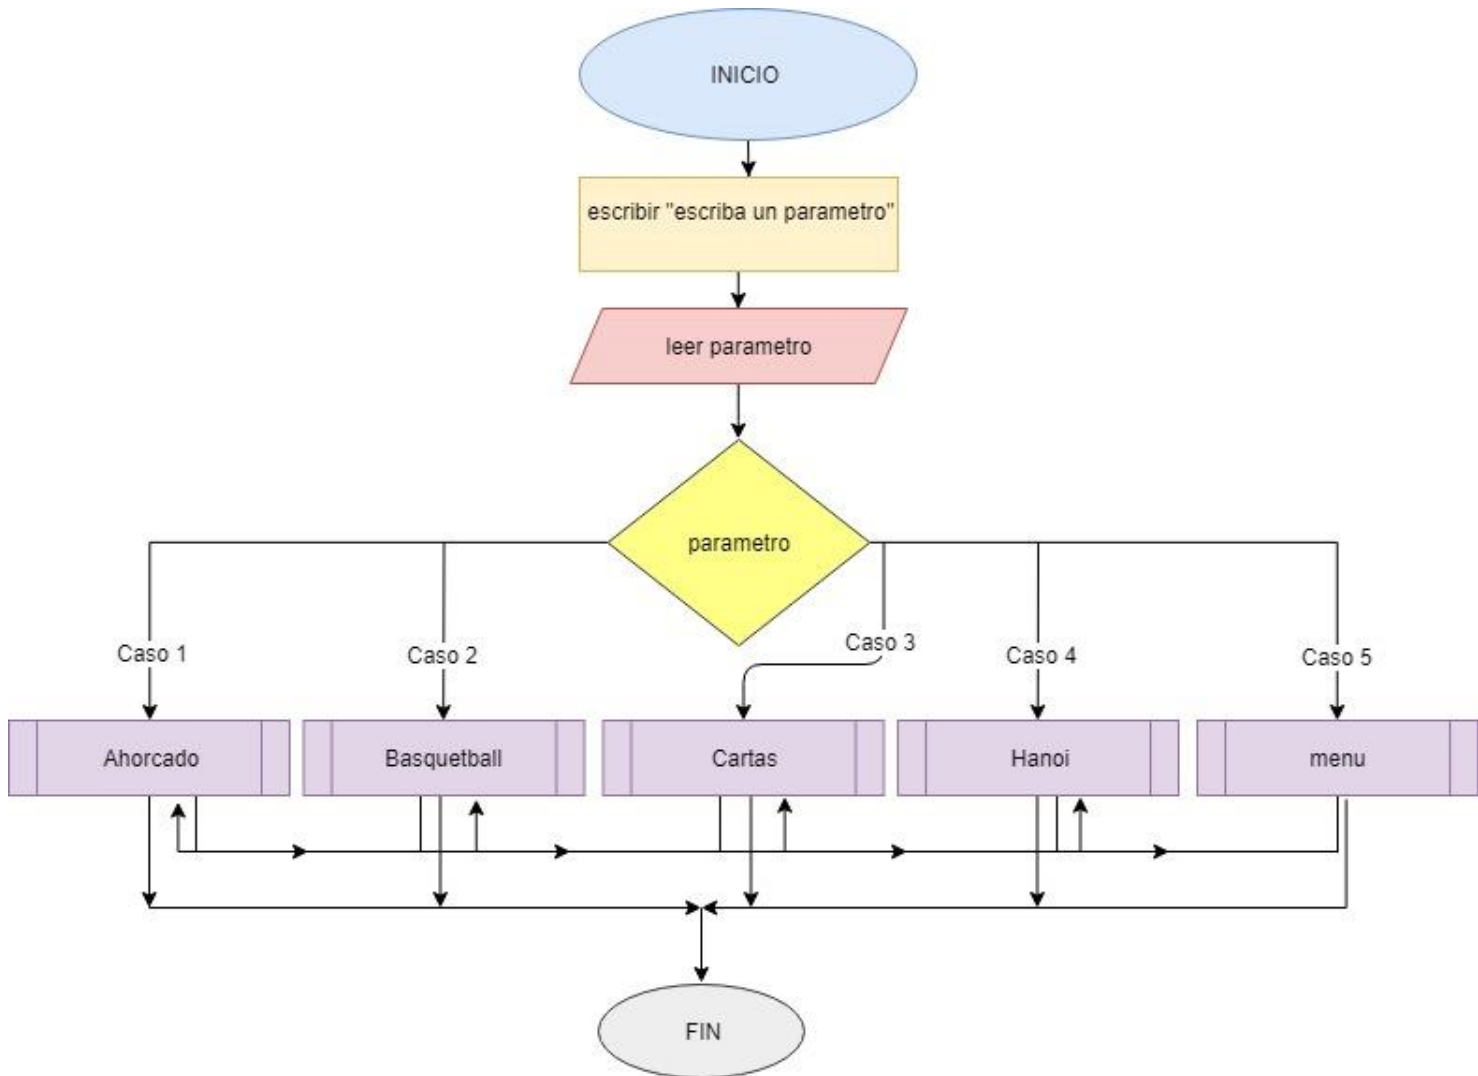 INICIO
escribir "escriba un parametro"
leer parametro
parametro
Caso 1
Caso 2
Caso 3
Caso 4
Caso 5
Ahorcado
Basquetball
Cartas
Hanoi
menu
FIN